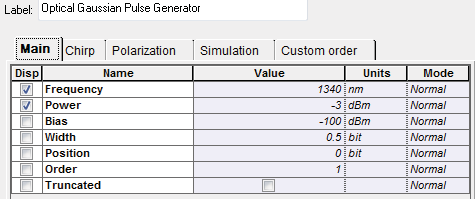 Label: Optical Gaussian Pulse Generator
Main Chirp Polarization Simulation Custom order
Disp Name Value Units Mode
Frequency 1340 nm Normal
Power -3 dBm Normal
Bias -100 dBm Normal
Width 0.5 bit Normal
Position 0 bit Normal
Order 1 Normal
Truncated Normal